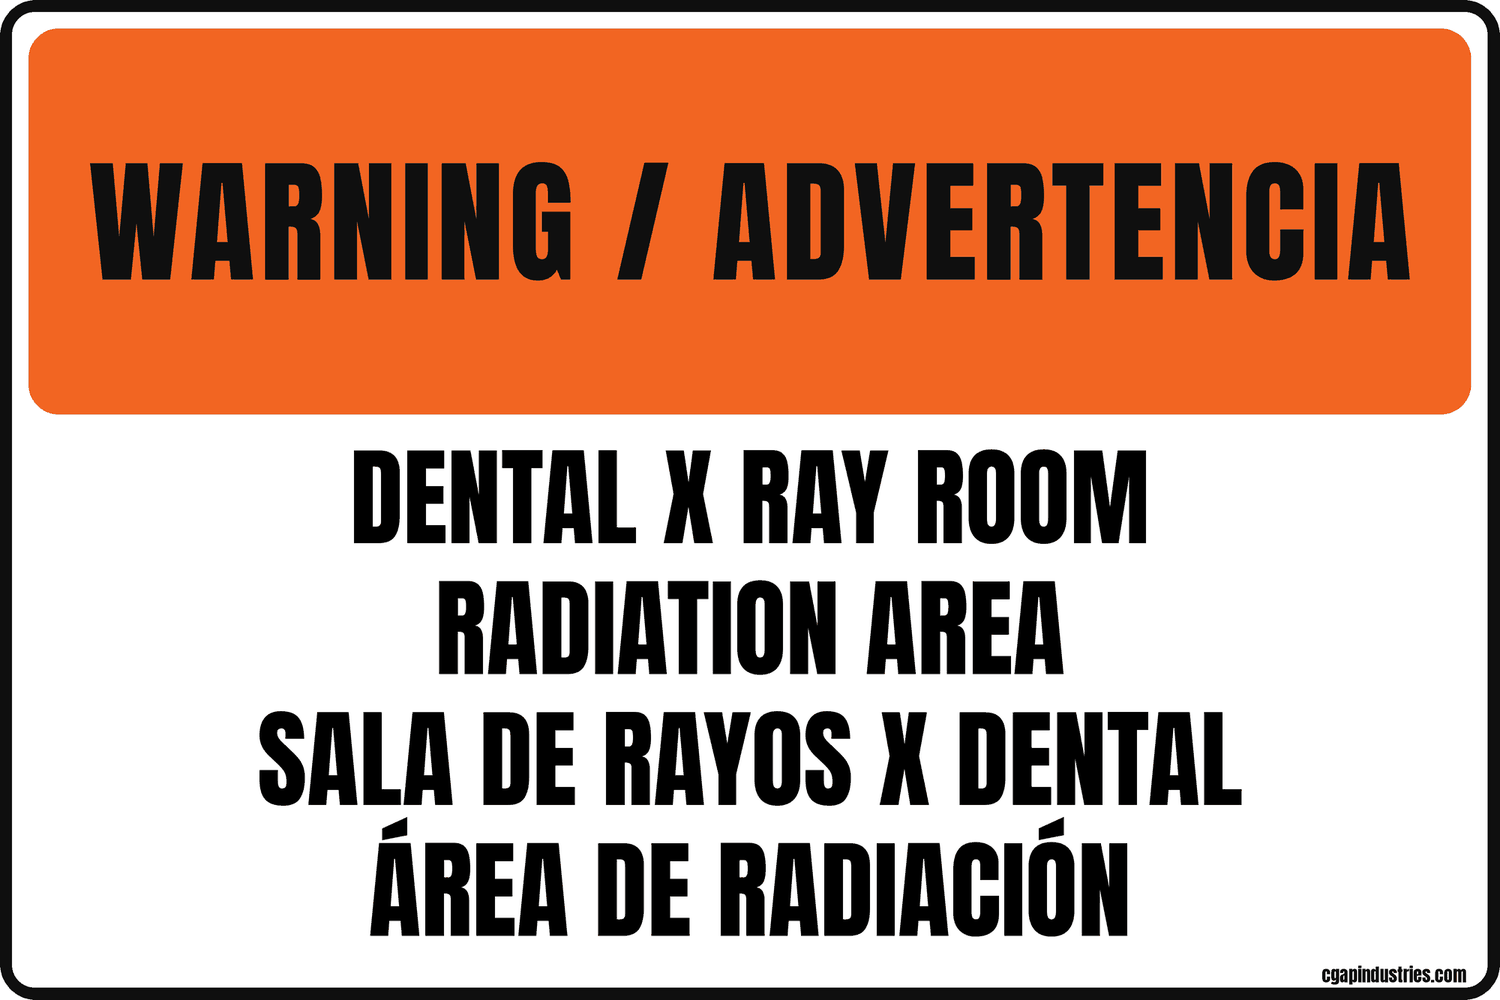 WARNING / ADVERTENCIA
DENTAL X RAY ROOM
RADIATION AREA
SALA DE RAYOS X DENTAL
ÁREA DE RADIACIÓN
cgapindustries.com